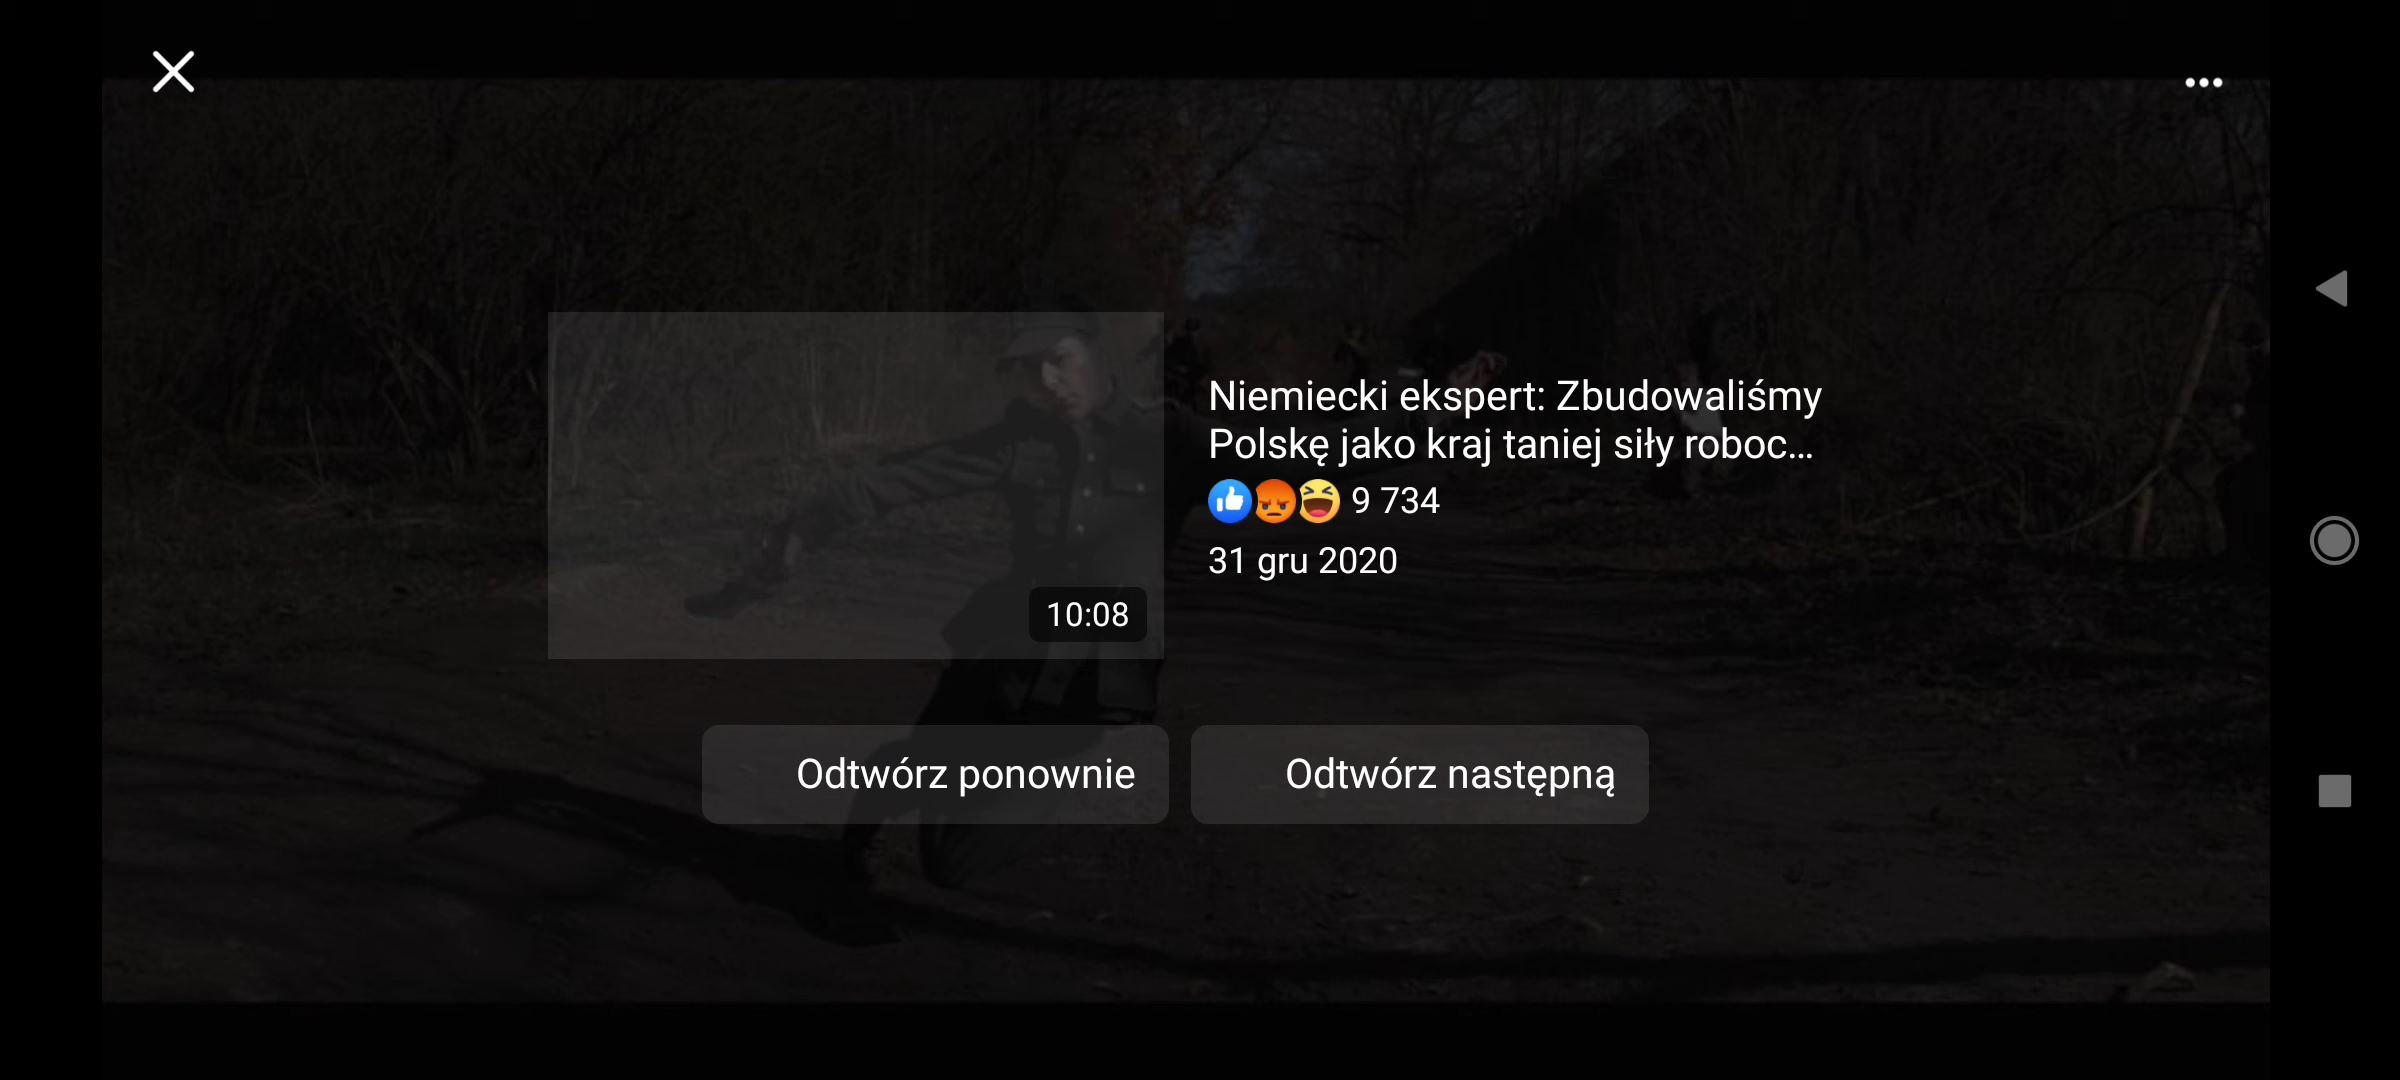 Niemiecki ekspert: Zbudowaliśmy
Polskę jako kraj taniej siły roboc...
9 734
31 gru 2020
10:08
Odtwórz ponownie
Odtwórz następną